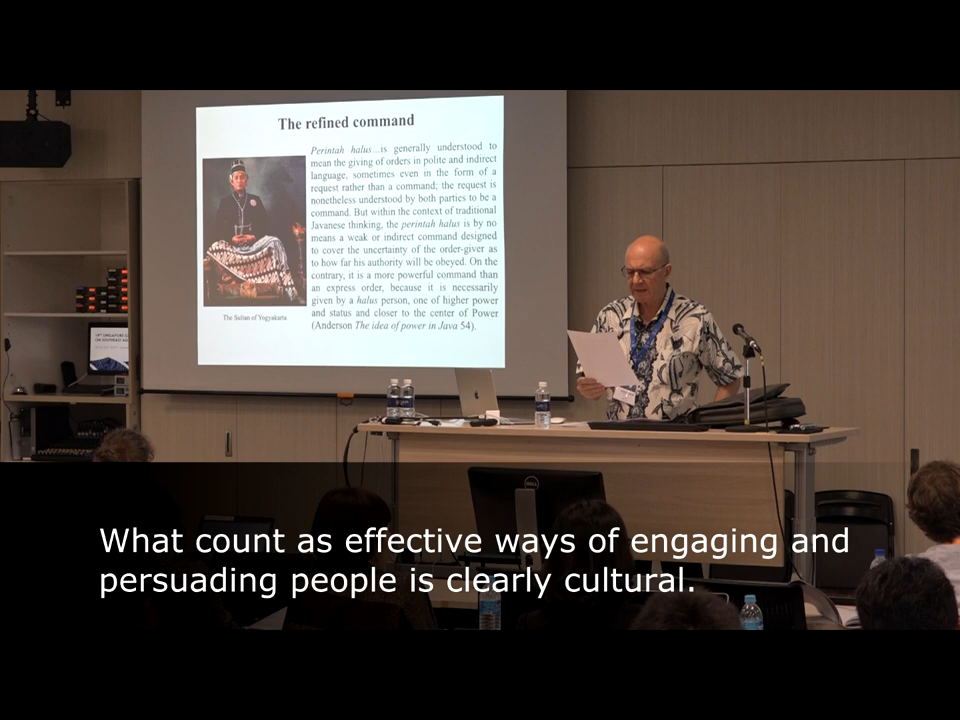 The refined command
Perintah halus...is generally understood to
mean the giving of orders in polite and indirect
language, sometimes even in the form of a
request rather than a command; the request is
nonetheless understood by both parties to be a
command. But within the context of traditional
Javanese thinking, the perintah halus is by no
means a weak or indirect command designed
to cover the uncertainty of the order-giver as
to how far his authority will be obeyed. On the
contrary, it is a more powerful command than
an express order, because it is necessarily
given by a halus person, one of higher power
and status and closer to the center of Power
(Anderson The idea of power in Java 54).
The Sultan of Yogyakarta
DELL
What count as effective ways of engaging and
persuading people is clearly cultural.